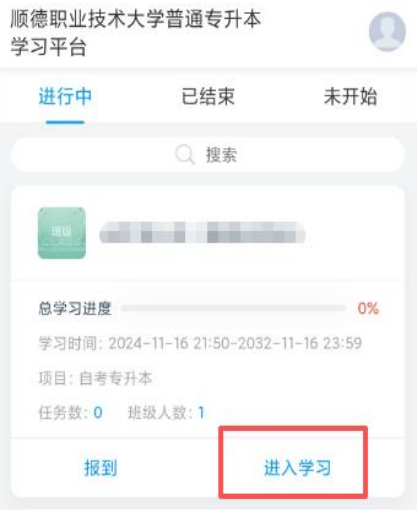 顺德职业技术大学普通专升本
学习平台
进行中 已结束 未开始
搜索
班级
总学习进度 0%
学习时间: 2024-11-16 21:50-2032-11-16 23:59
项目: 自考专升本
任务数: 0 班级人数: 1
报到 进入学习